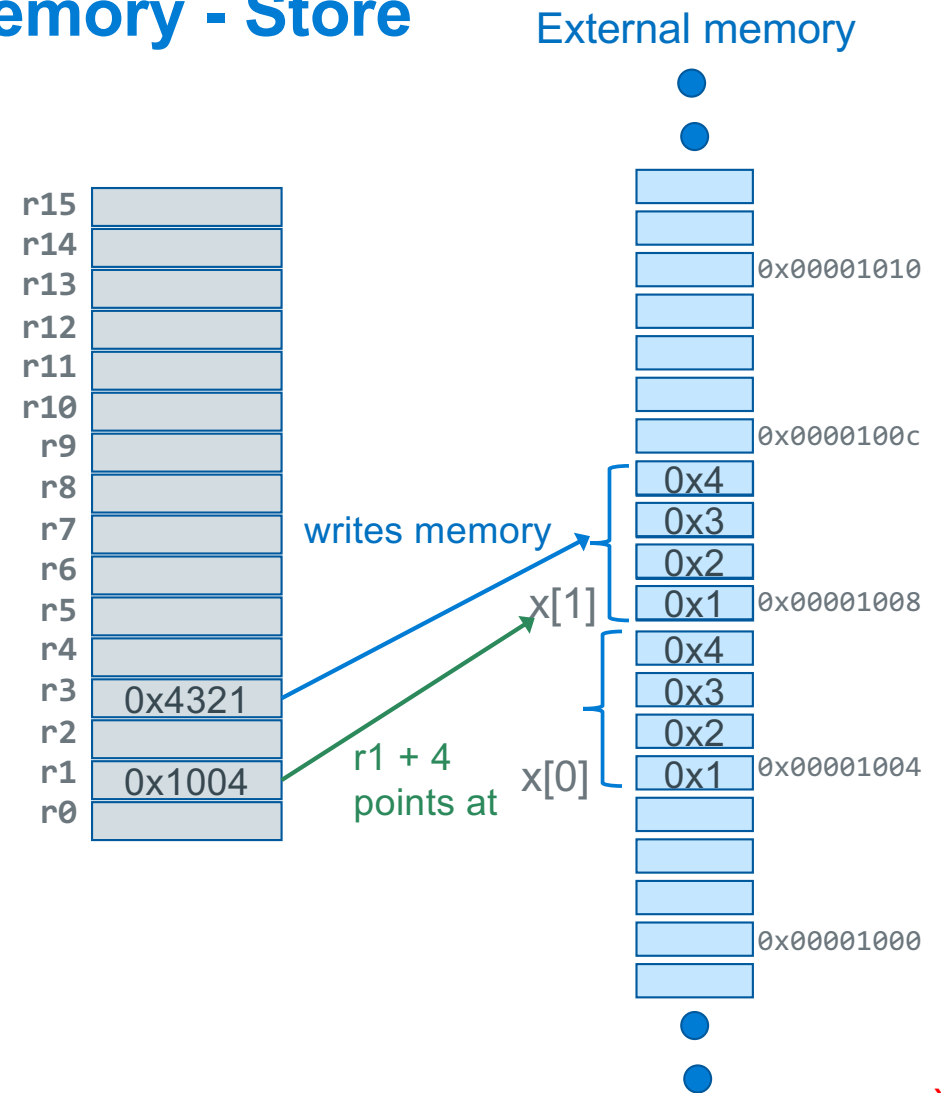 emory - Store
External memory
r15
r14
r13
r12
r11
r10
r9
r8
r7
r6
r5
r4
r3 0x4321
r2
r1 0x1004
r0
writes memory
r1 + 4
points at
x[1]
x[0]
0x00001010
0x0000100c
0x4
0x3
0x2
0x1 0x00001008
0x4
0x3
0x2
0x1 0x00001004
0x00001000